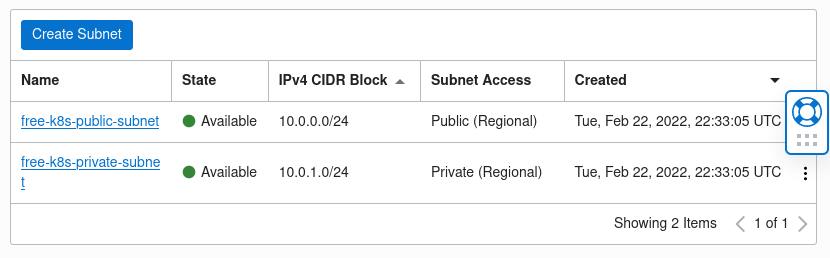 Create Subnet
Name State IPv4 CIDR Block Subnet Access Created
free-k8s-public-subnet Available 10.0.0.0/24 Public (Regional) Tue, Feb 22, 2022, 22:33:05 UTC
free-k8s-private-subne
t Available 10.0.1.0/24 Private (Regional) Tue, Feb 22, 2022, 22:33:05 UTC
Showing 2 Items 1 of 1